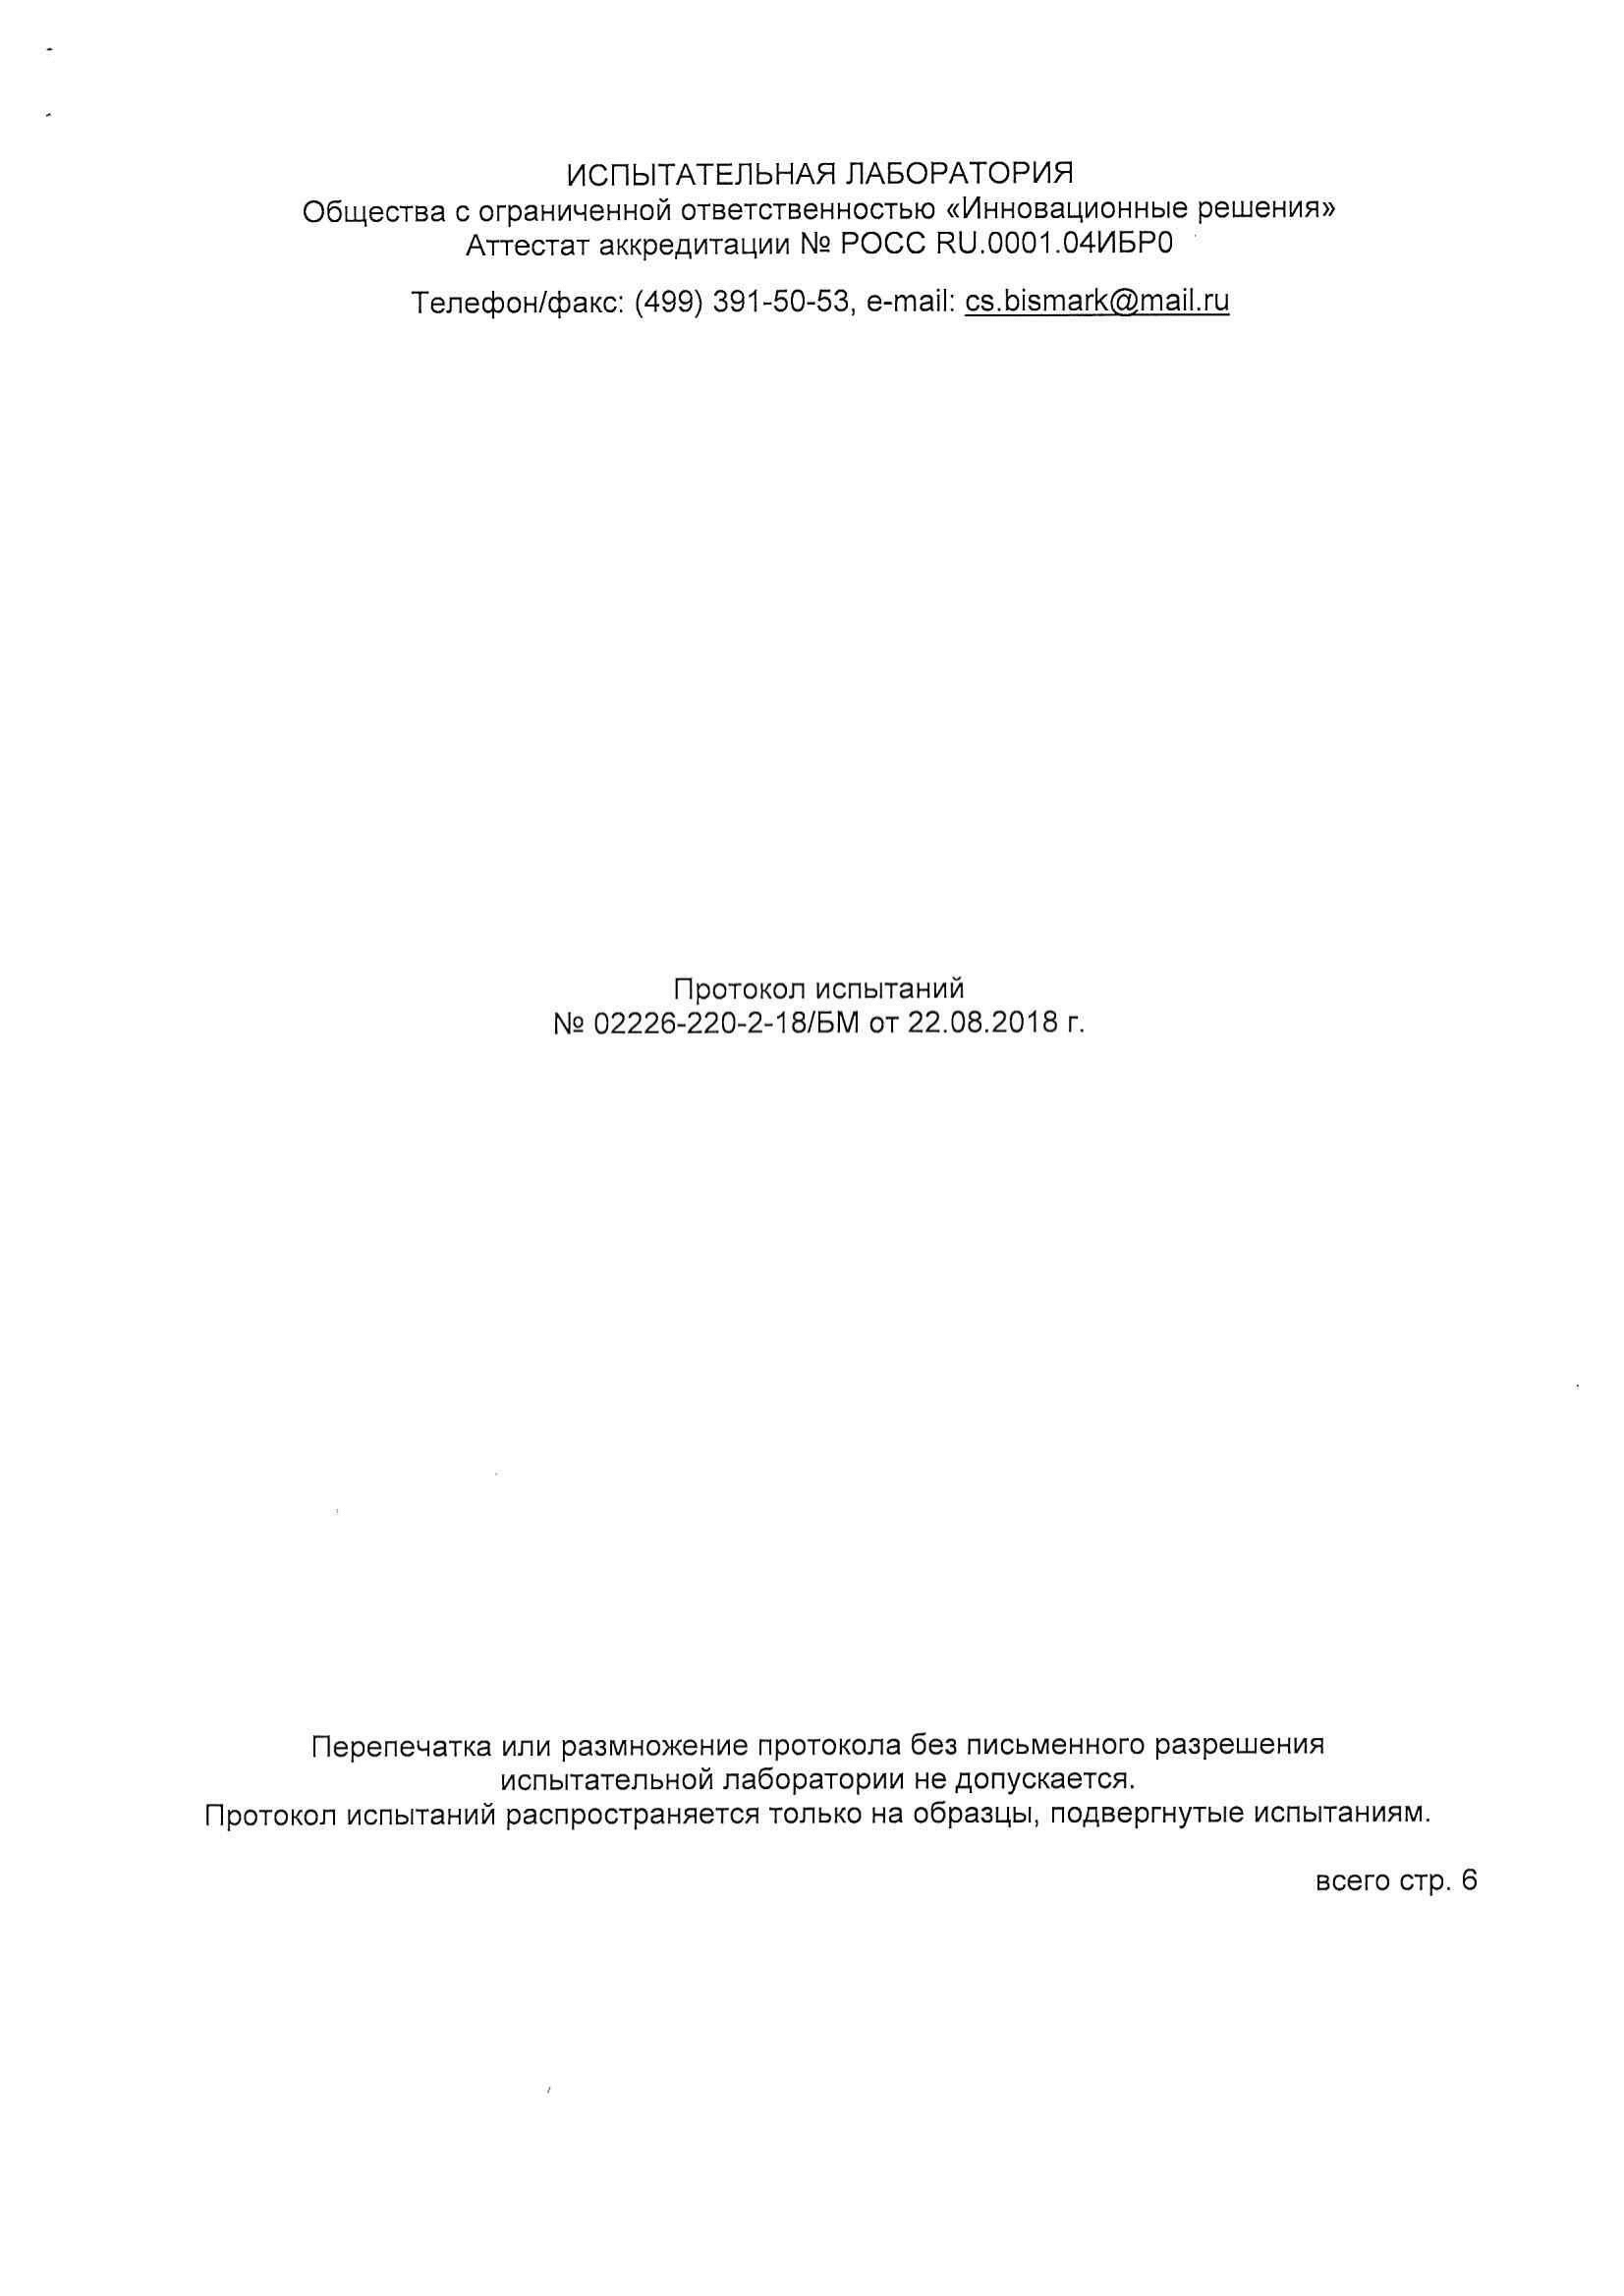 ИСПЫТАТЕЛЬНАЯ ЛАБОРАТОРИЯ
Общества с ограниченной ответственностью «Инновационные решения»
Аттестат аккредитации № РОСС RU.0001.04ИБР0
Телефон/факс: (499) 391-50-53, e-mail: cs.bismark@mail.ru
Протокол испытаний
№ 02226-220-2-18/БМ от 22.08.2018 г.
Перепечатка или размножение протокола без письменного разрешения
испытательной лаборатории не допускается.
Протокол испытаний распространяется только на образцы, подвергнутые испытаниям.
всего стр. 6